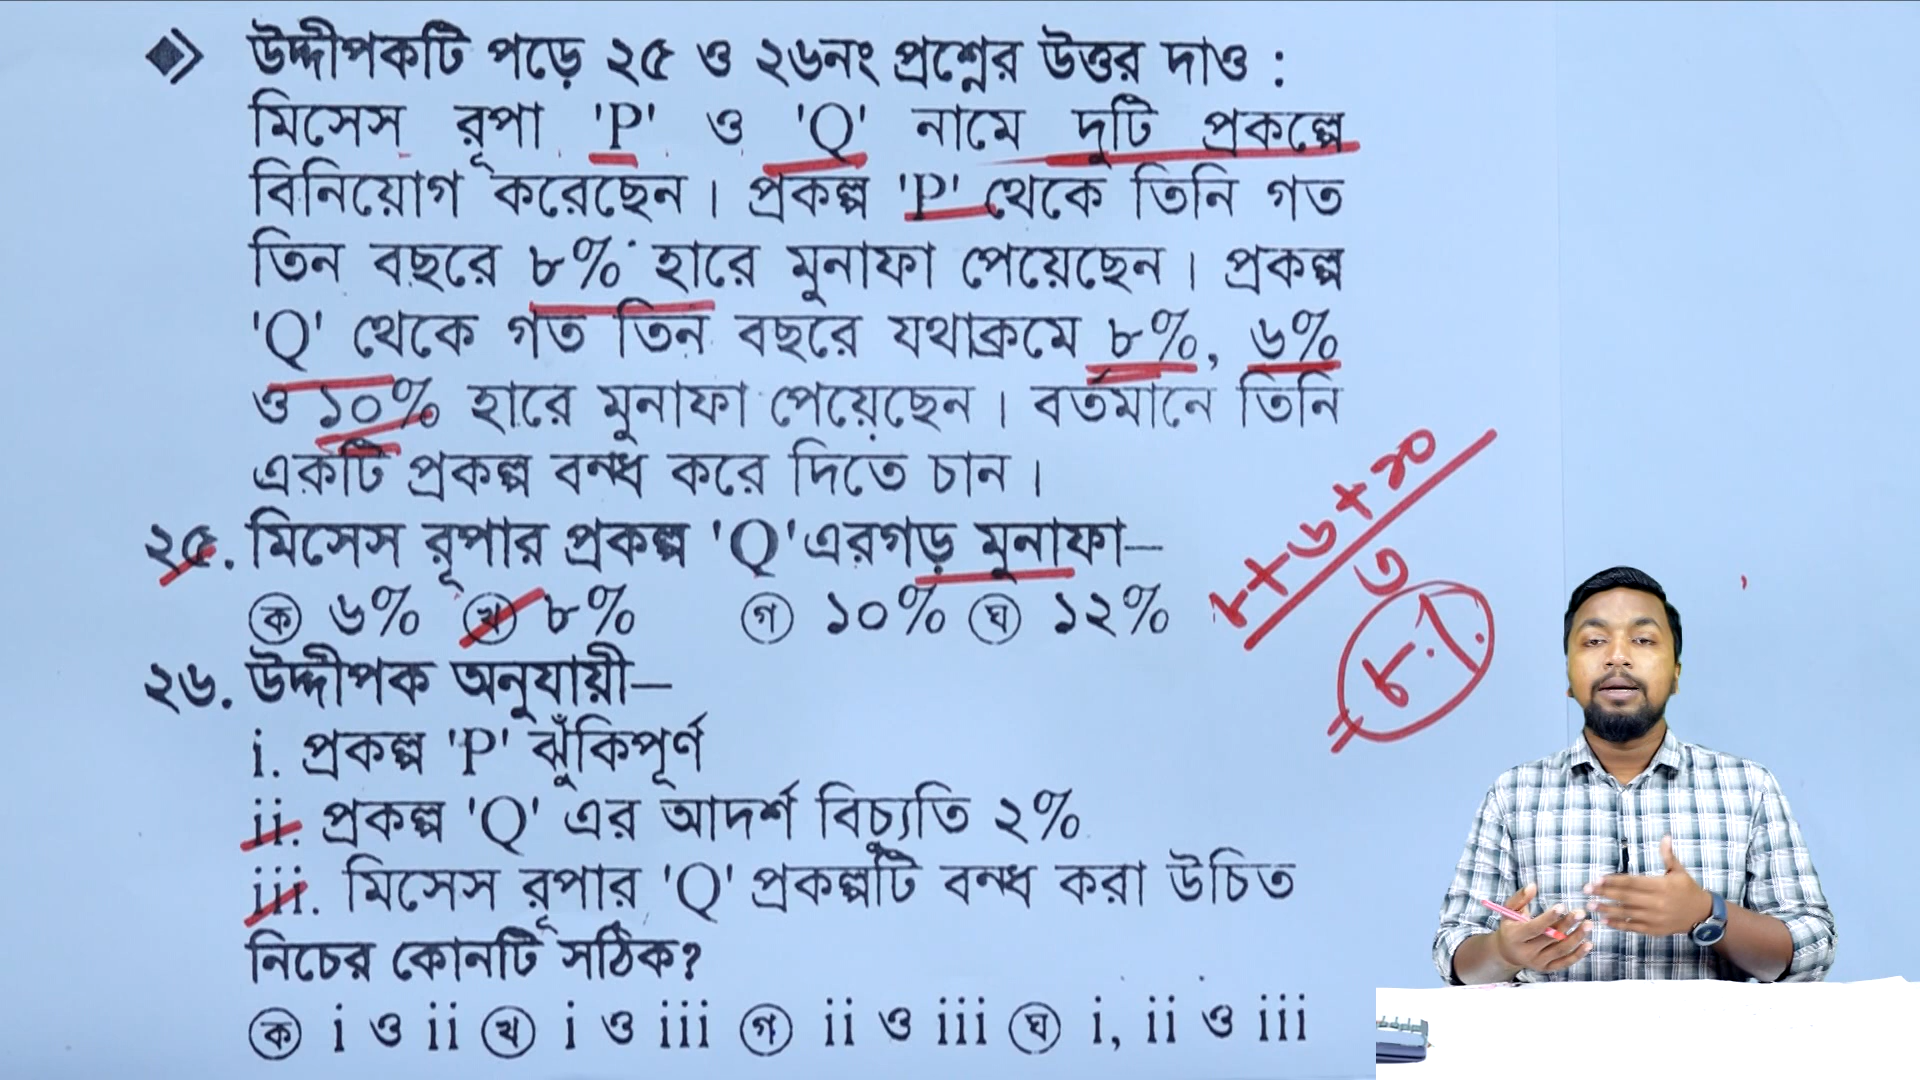 উদ্দীপকটি পড়ে ২৫ ও ২৬নং প্রশ্নের উত্তর দাও :
মিসেস রূপা 'P' ও 'Q' নামে দুটি প্রকল্পে
বিনিয়োগ করেছেন। প্রকল্প 'P' থেকে তিনি গত
তিন বছরে ৮% হারে মুনাফা পেয়েছেন। প্রকল্প
'Q' থেকে গত তিন বছরে যথাক্রমে ৮%, ৬%
ও ১০% হারে মুনাফা পেয়েছেন। বর্তমানে তিনি
একটি প্রকল্প বন্ধ করে দিতে চান।
২৫. মিসেস রূপার প্রকল্প 'Q'এরগড় মুনাফা—
ক ৬% খ ৮% গ ১০% ঘ ১২%
৮+৬+১০
৩
= ৮%
২৬. উদ্দীপক অনুযায়ী—
i. প্রকল্প 'P' ঝুঁকিপূর্ণ
ii. প্রকল্প 'Q' এর আদর্শ বিচ্যুতি ২%
iii. মিসেস রূপার 'Q' প্রকল্পটি বন্ধ করা উচিত
নিচের কোনটি সঠিক?
ক i ও ii খ i ও iii গ ii ও iii ঘ i, ii ও iii